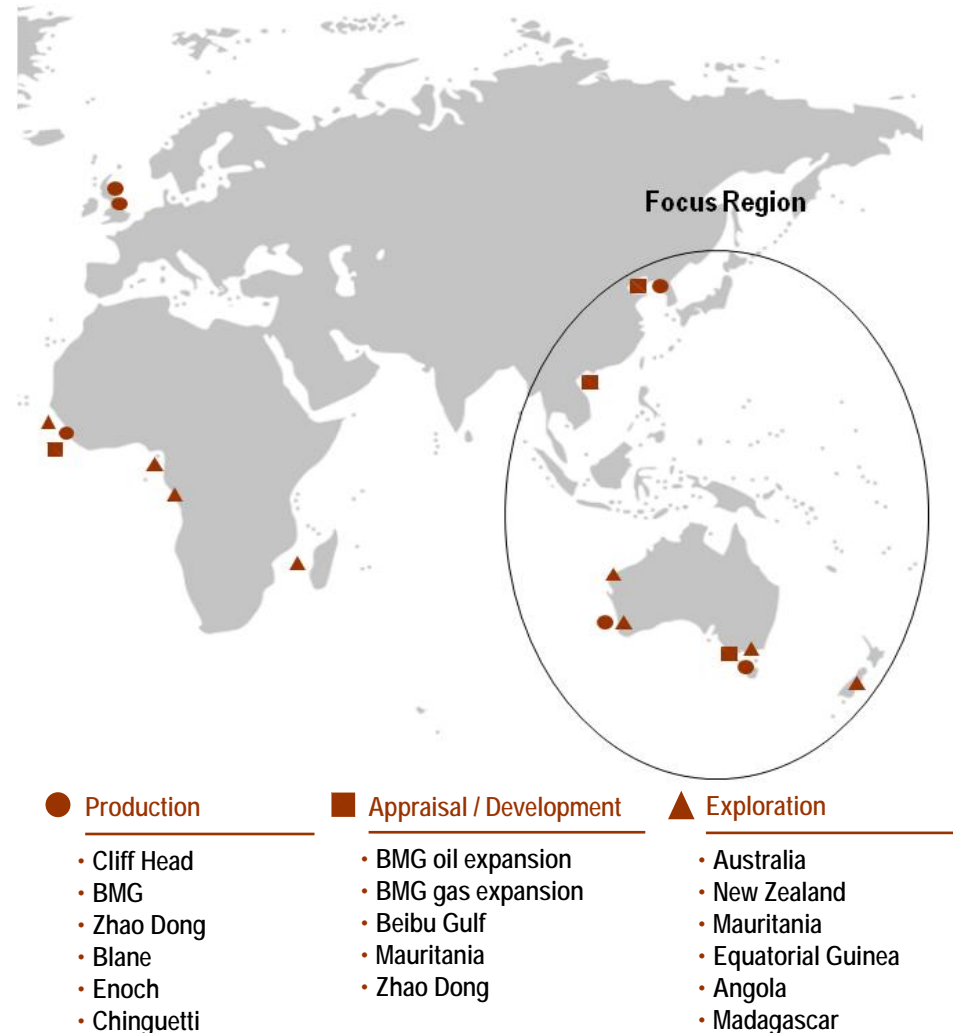 Focus Region
Production
• Cliff Head
• BMG
• Zhao Dong
• Blane
• Enoch
• Chinguetti
Appraisal / Development
• BMG oil expansion
• BMG gas expansion
• Beibu Gulf
• Mauritania
• Zhao Dong
Exploration
• Australia
• New Zealand
• Mauritania
• Equatorial Guinea
• Angola
• Madagascar